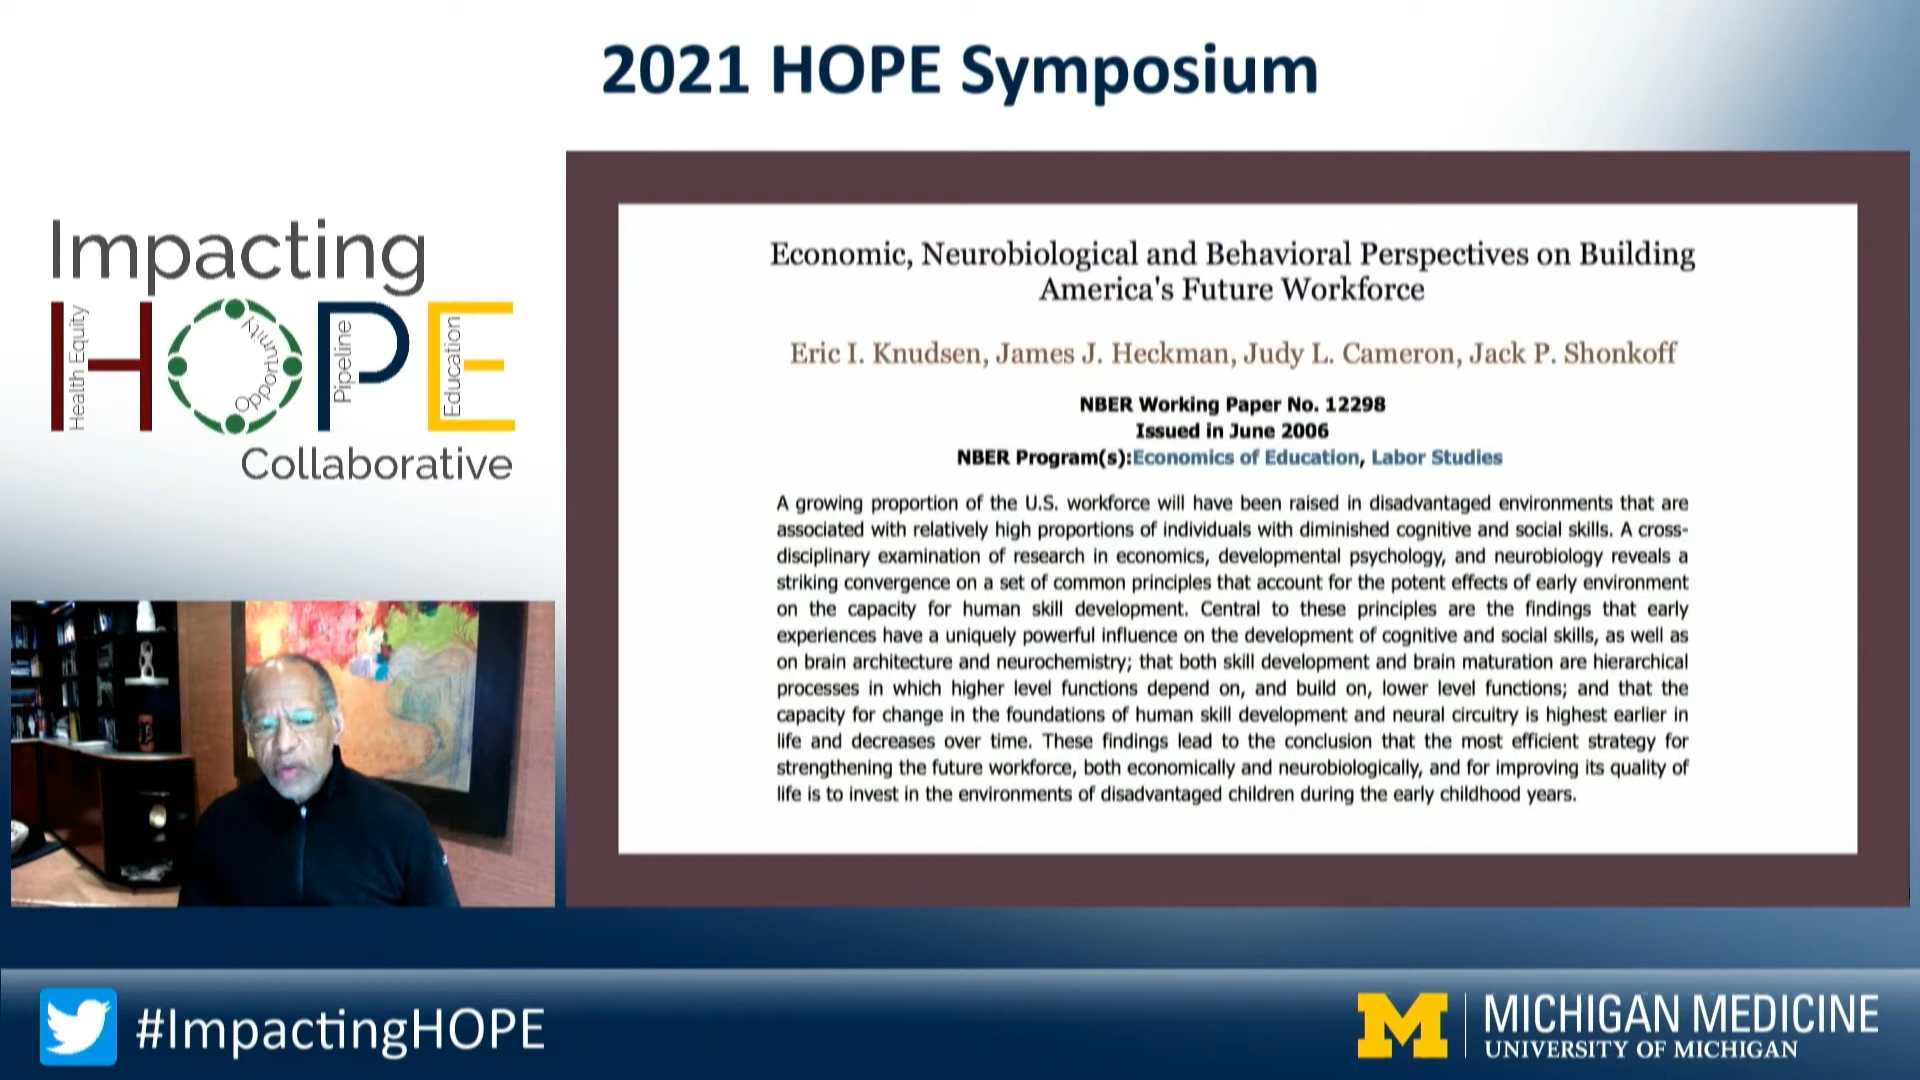 2021 HOPE Symposium
Impacting
HOPE
Health Equity
Opportunity
Pipeline
Education
Collaborative
Economic, Neurobiological and Behavioral Perspectives on Building
America's Future Workforce
Eric I. Knudsen, James J. Heckman, Judy L. Cameron, Jack P. Shonkoff
NBER Working Paper No. 12298
Issued in June 2006
NBER Program(s):Economics of Education, Labor Studies
A growing proportion of the U.S. workforce will have been raised in disadvantaged environments that are
associated with relatively high proportions of individuals with diminished cognitive and social skills. A cross-
disciplinary examination of research in economics, developmental psychology, and neurobiology reveals a
striking convergence on a set of common principles that account for the potent effects of early environment
on the capacity for human skill development. Central to these principles are the findings that early
experiences have a uniquely powerful influence on the development of cognitive and social skills, as well as
on brain architecture and neurochemistry; that both skill development and brain maturation are hierarchical
processes in which higher level functions depend on, and build on, lower level functions; and that the
capacity for change in the foundations of human skill development and neural circuitry is highest earlier in
life and decreases over time. These findings lead to the conclusion that the most efficient strategy for
strengthening the future workforce, both economically and neurobiologically, and for improving its quality of
life is to invest in the environments of disadvantaged children during the early childhood years.
#ImpactingHOPE
M
MICHIGAN MEDICINE
UNIVERSITY OF MICHIGAN